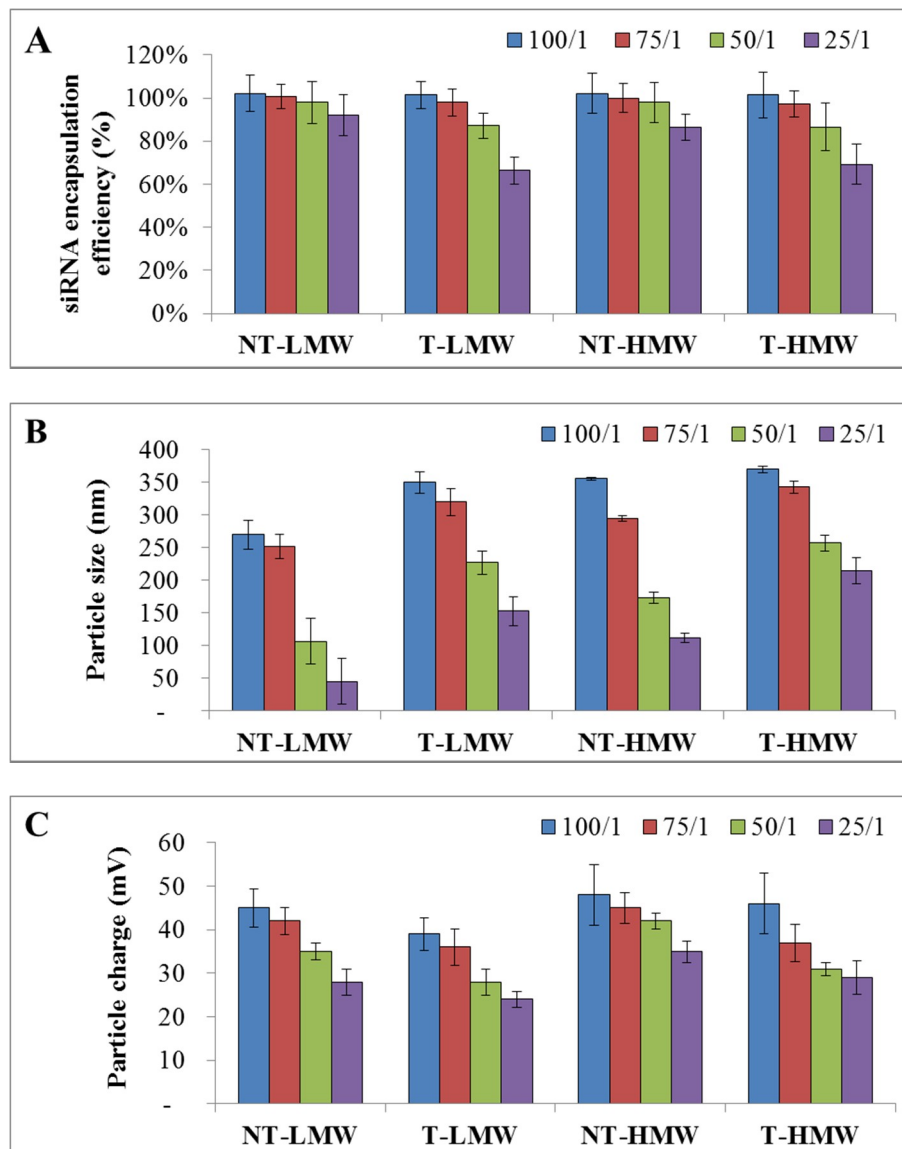 A
100/1 75/1 50/1 25/1
siRNA encapsulation
efficiency (%)
120%
100%
80%
60%
40%
20%
0%
NT-LMW T-LMW NT-HMW T-HMW
B
100/1 75/1 50/1 25/1
Particle size (nm)
400
350
300
250
200
150
100
50
-
NT-LMW T-LMW NT-HMW T-HMW
C
100/1 75/1 50/1 25/1
Particle charge (mV)
60
50
40
30
20
10
-
NT-LMW T-LMW NT-HMW T-HMW